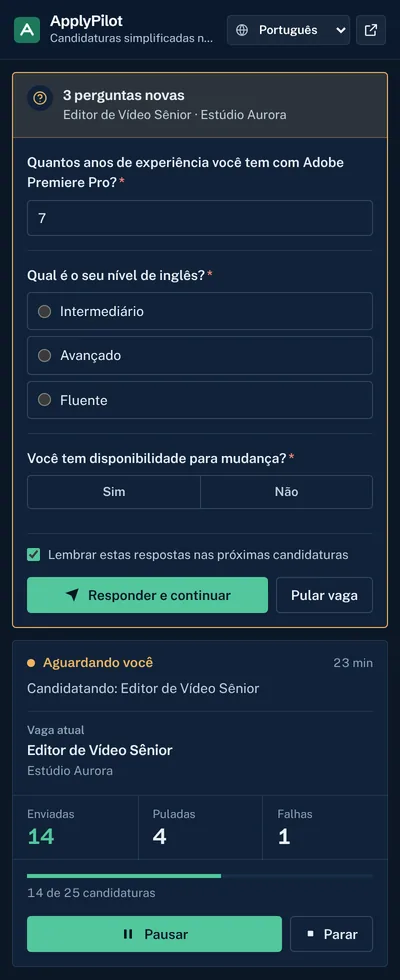 ApplyPilot
Candidaturas simplificadas n...
Português
3 perguntas novas
Editor de Vídeo Sênior · Estúdio Aurora
Quantos anos de experiência você tem com Adobe
Premiere Pro? *
7
Qual é o seu nível de inglês? *
Intermediário
Avançado
Fluente
Você tem disponibilidade para mudança? *
Sim
Não
Lembrar estas respostas nas próximas candidaturas
Responder e continuar
Pular vaga
Aguardando você
23 min
Candidatando: Editor de Vídeo Sênior
Vaga atual
Editor de Vídeo Sênior
Estúdio Aurora
Enviadas
Puladas
Falhas
14
4
1
14 de 25 candidaturas
Pausar
Parar